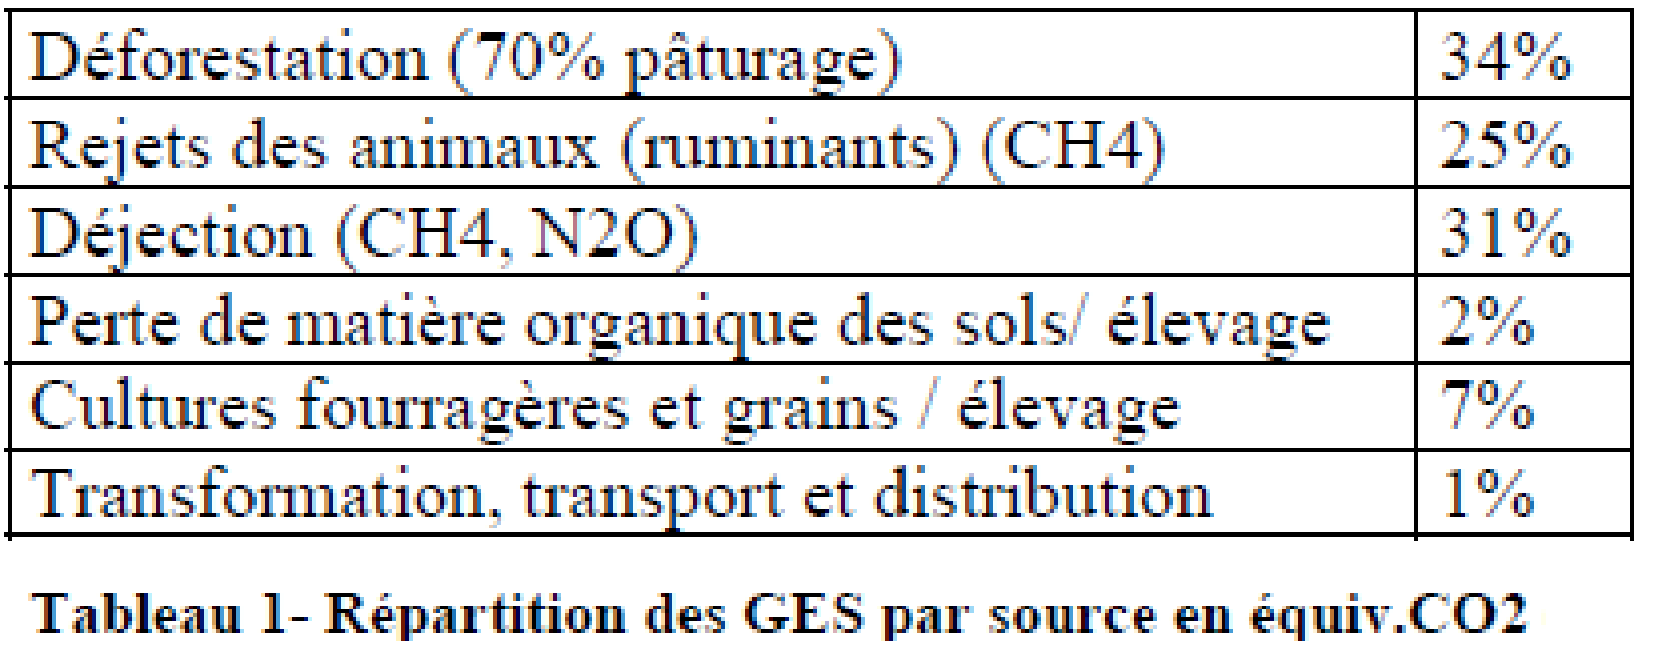 Déforestation (70% pâturage) 34%
Rejets des animaux (ruminants) (CH4) 25%
Déjection (CH4, N2O) 31%
Perte de matière organique des sols/ élevage 2%
Cultures fourragères et grains / élevage 7%
Transformation, transport et distribution 1%
Tableau 1- Répartition des GES par source en équiv.CO2